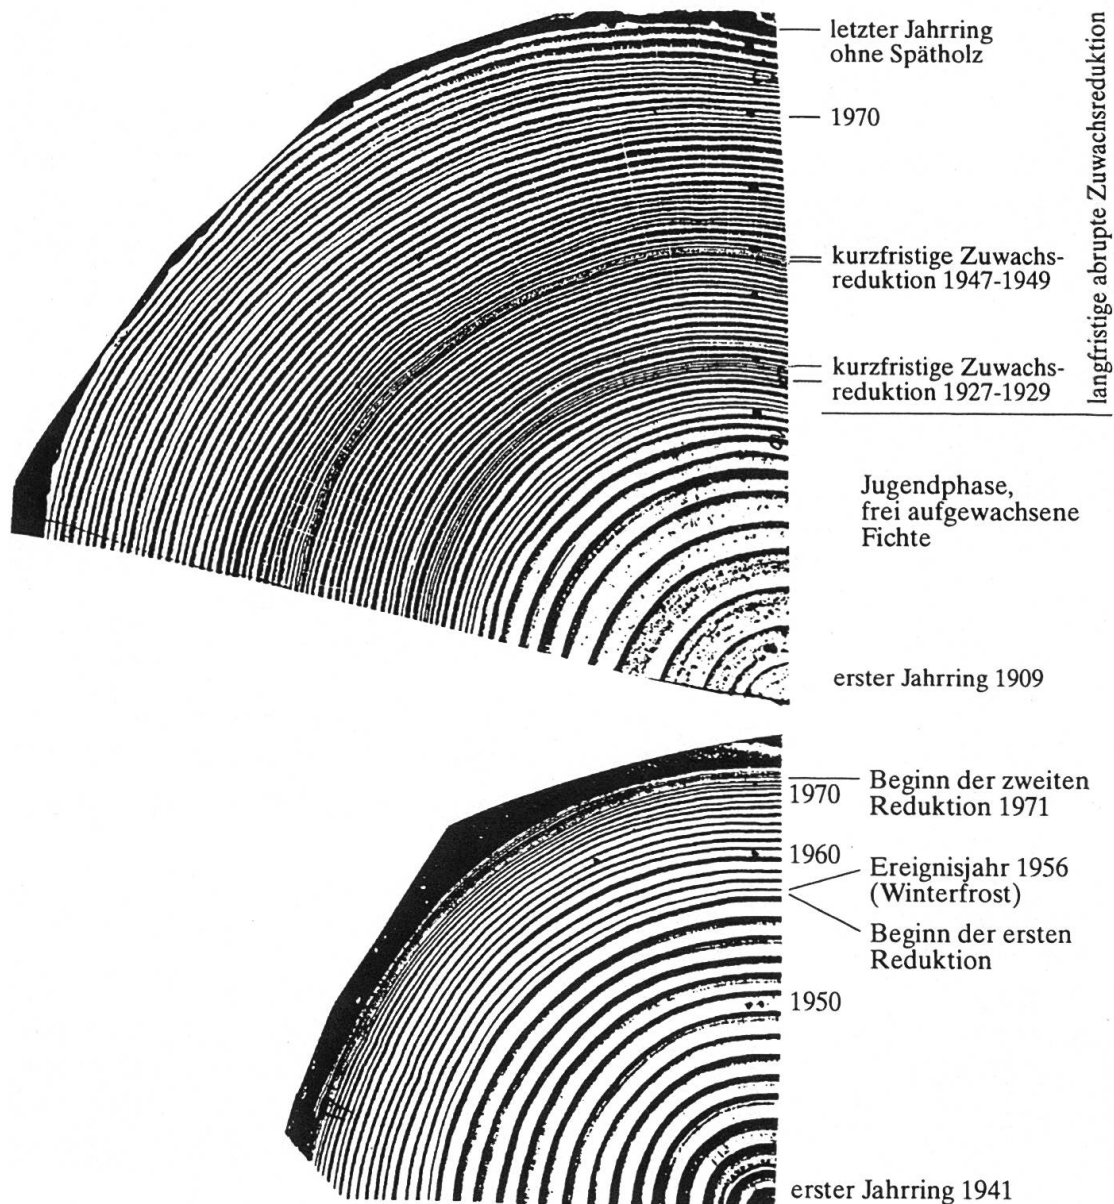 letzter Jahrring
ohne Spätholz
1970
langfristige abrupte Zuwachsreduktion
kurzfristige Zuwachs-
reduktion 1947-1949
kurzfristige Zuwachs-
reduktion 1927-1929
Jugendphase,
frei aufgewachsene
Fichte
erster Jahrring 1909
Beginn der zweiten
Reduktion 1971
1970
1960
Ereignisjahr 1956
(Winterfrost)
Beginn der ersten
Reduktion
1950
erster Jahrring 1941